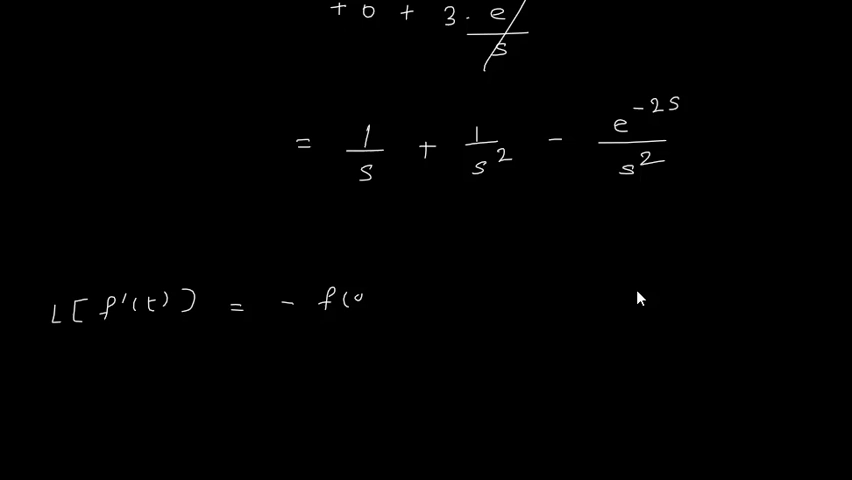 + 0 + 3. e/s
= 1/s + 1/s² - e^{-2s}/s²
L[f'(t)] = - f(0